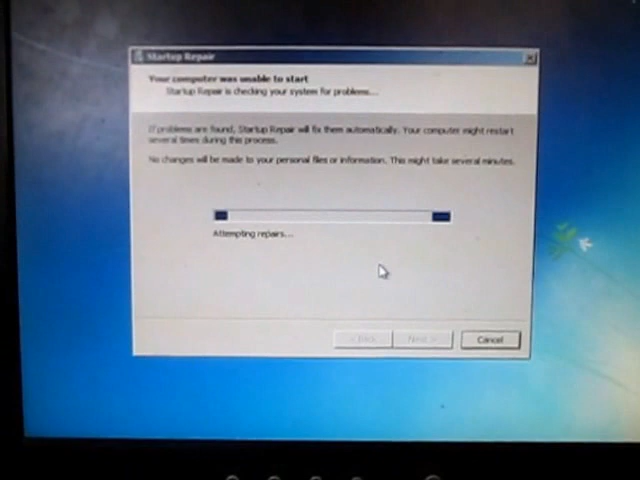 Startup Repair
Your computer was unable to start
Startup Repair is checking your system for problems...
If problems are found, Startup Repair will fix them automatically. Your computer might restart
several times during this process.
No changes will be made to your personal files or information. This might take several minutes.
Attempting repairs...
< Back
Next >
Cancel